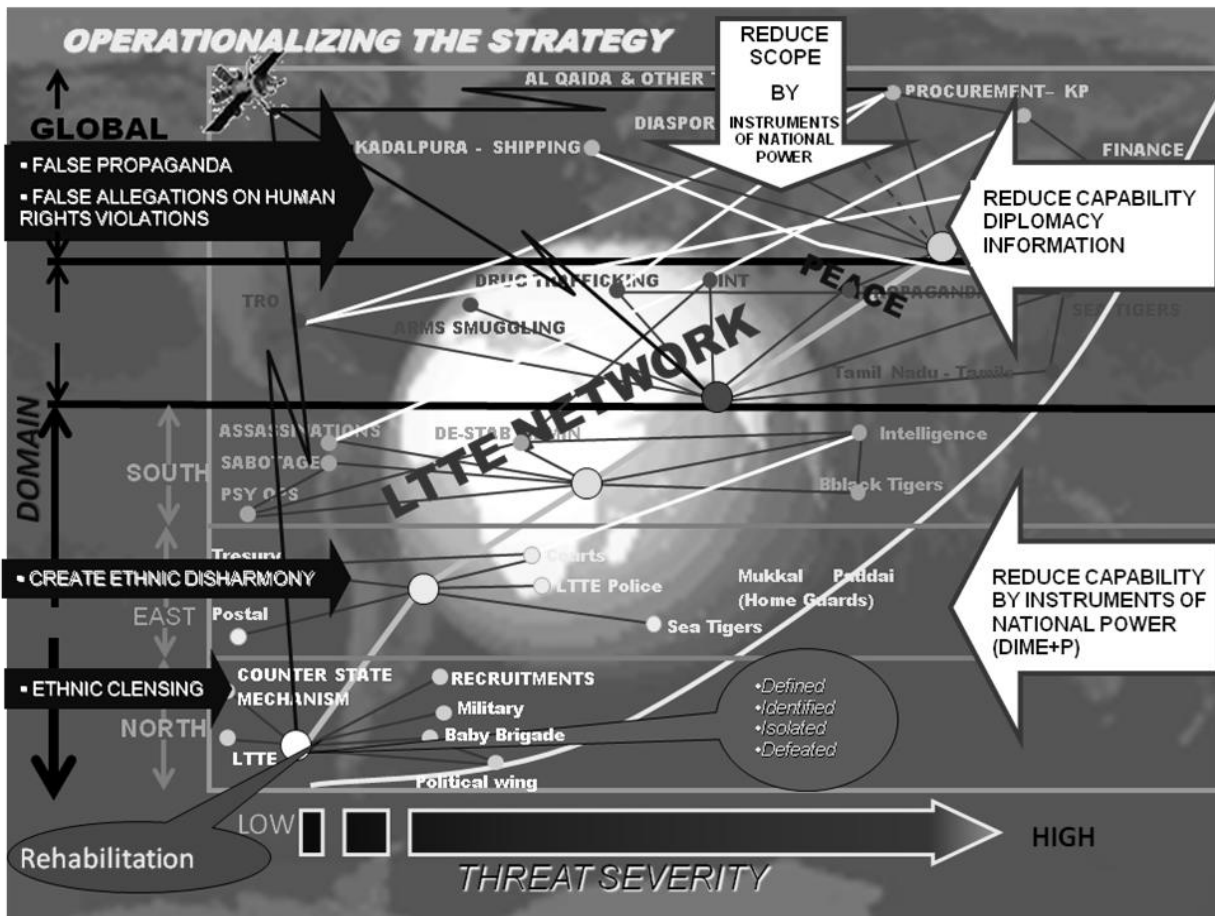 OPERATIONALIZING THE STRATEGY
REDUCE
SCOPE
BY
INSTRUMENTS
OF NATIONAL
POWER
AL QAIDA & OTHER
PROCUREMENT– KP
GLOBAL
KADALPURA - SHIPPING
FINANCE
▪ FALSE PROPAGANDA
▪ FALSE ALLEGATIONS ON HUMAN
RIGHTS VIOLATIONS
REDUCE CAPABILITY
DIPLOMACY
INFORMATION
PEACE
DRUG TRAFFICKING
INT
TRO
ARMS SMUGGLING
SEA TIGERS
LTTE NETWORK
Tamil Nadu - Tamils
DOMAIN
SOUTH
ASSASSINATIONS
SABOTAGE
PSY OPS
Intelligence
Bblack Tigers
Tresury
▪ CREATE ETHNIC DISHARMONY
Courts
LTTE Police
Mukkal Paddai
(Home Guards)
EAST
Postal
Sea Tigers
REDUCE CAPABILITY
BY INSTRUMENTS OF
NATIONAL POWER
(DIME+P)
▪ ETHNIC CLENSING
COUNTER STATE
MECHANISM
RECRUITMENTS
Military
Baby Brigade
Political wing
NORTH
LTTE
•Defined
•Identified
•Isolated
•Defeated
Rehabilitation
LOW
HIGH
THREAT SEVERITY